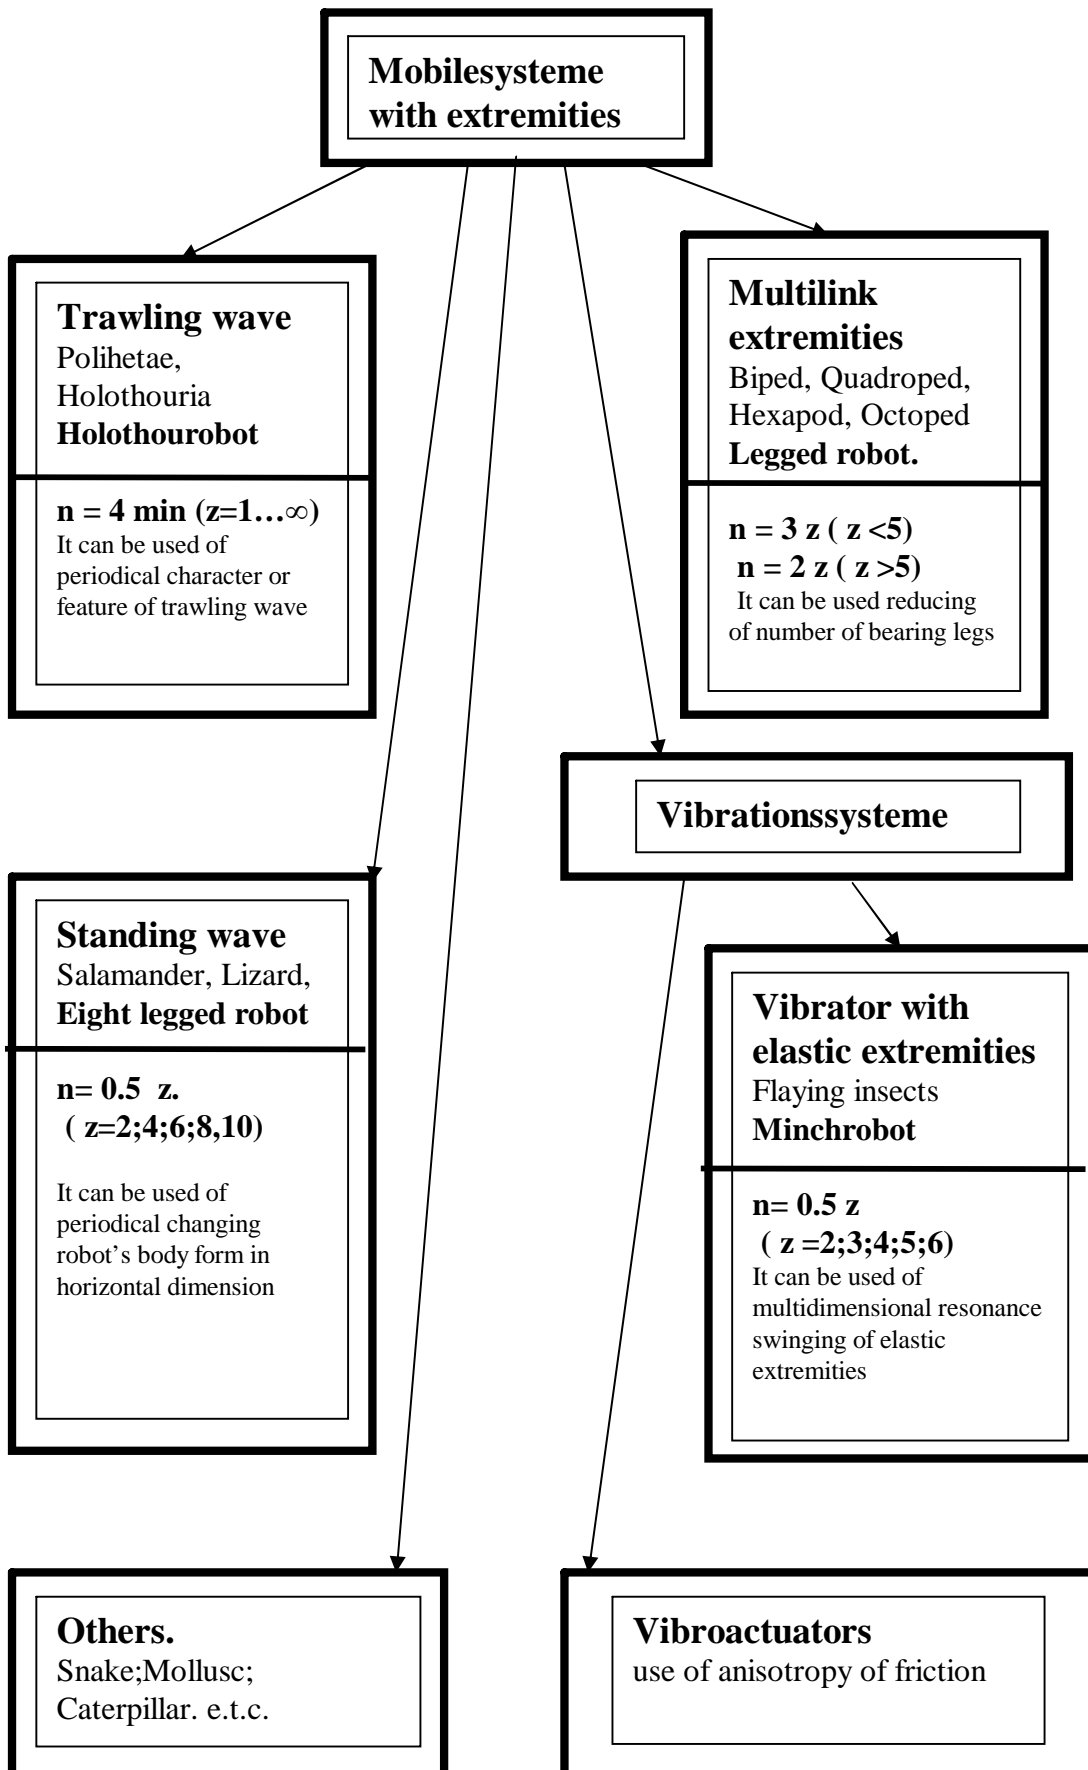 Mobilesysteme
with extremities
Trawling wave
Polihetae,
Holothouria
Holothourobot
n = 4 min (z=1…∞)
It can be used of
periodical character or
feature of trawling wave
Multilink
extremities
Biped, Quadroped,
Hexapod, Octoped
Legged robot.
n = 3 z ( z <5)
n = 2 z ( z >5)
It can be used reducing
of number of bearing legs
Vibrationssysteme
Standing wave
Salamander, Lizard,
Eight legged robot
n= 0.5 z.
( z=2;4;6;8,10)
It can be used of
periodical changing
robot’s body form in
horizontal dimension
Vibrator with
elastic extremities
Flaying insects
Minchrobot
n= 0.5 z
( z =2;3;4;5;6)
It can be used of
multidimensional resonance
swinging of elastic
extremities
Others.
Snake;Mollusc;
Caterpillar. e.t.c.
Vibroactuators
use of anisotropy of friction